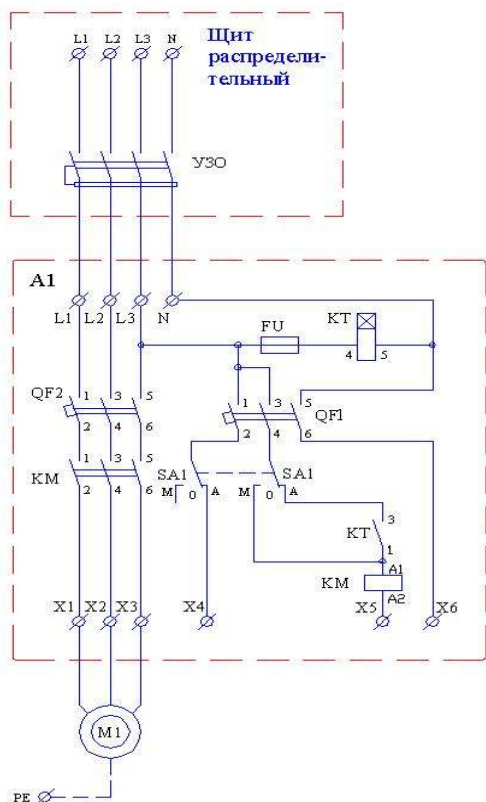 L1 L2 L3 N
Щит
распредели-
тельный
УЗО
A1
L1 L2 L3 N
FU KT
4 5
QF2 1 3 5
1 3 5
QF1
2 4 6
2 4 6
KM 1 3 5
2 4 6
SA1 SA1
M 0 A M 0 A
KT 3
1
KM A1
A2
X1 X2 X3 X4 X5 X6
M1
PE